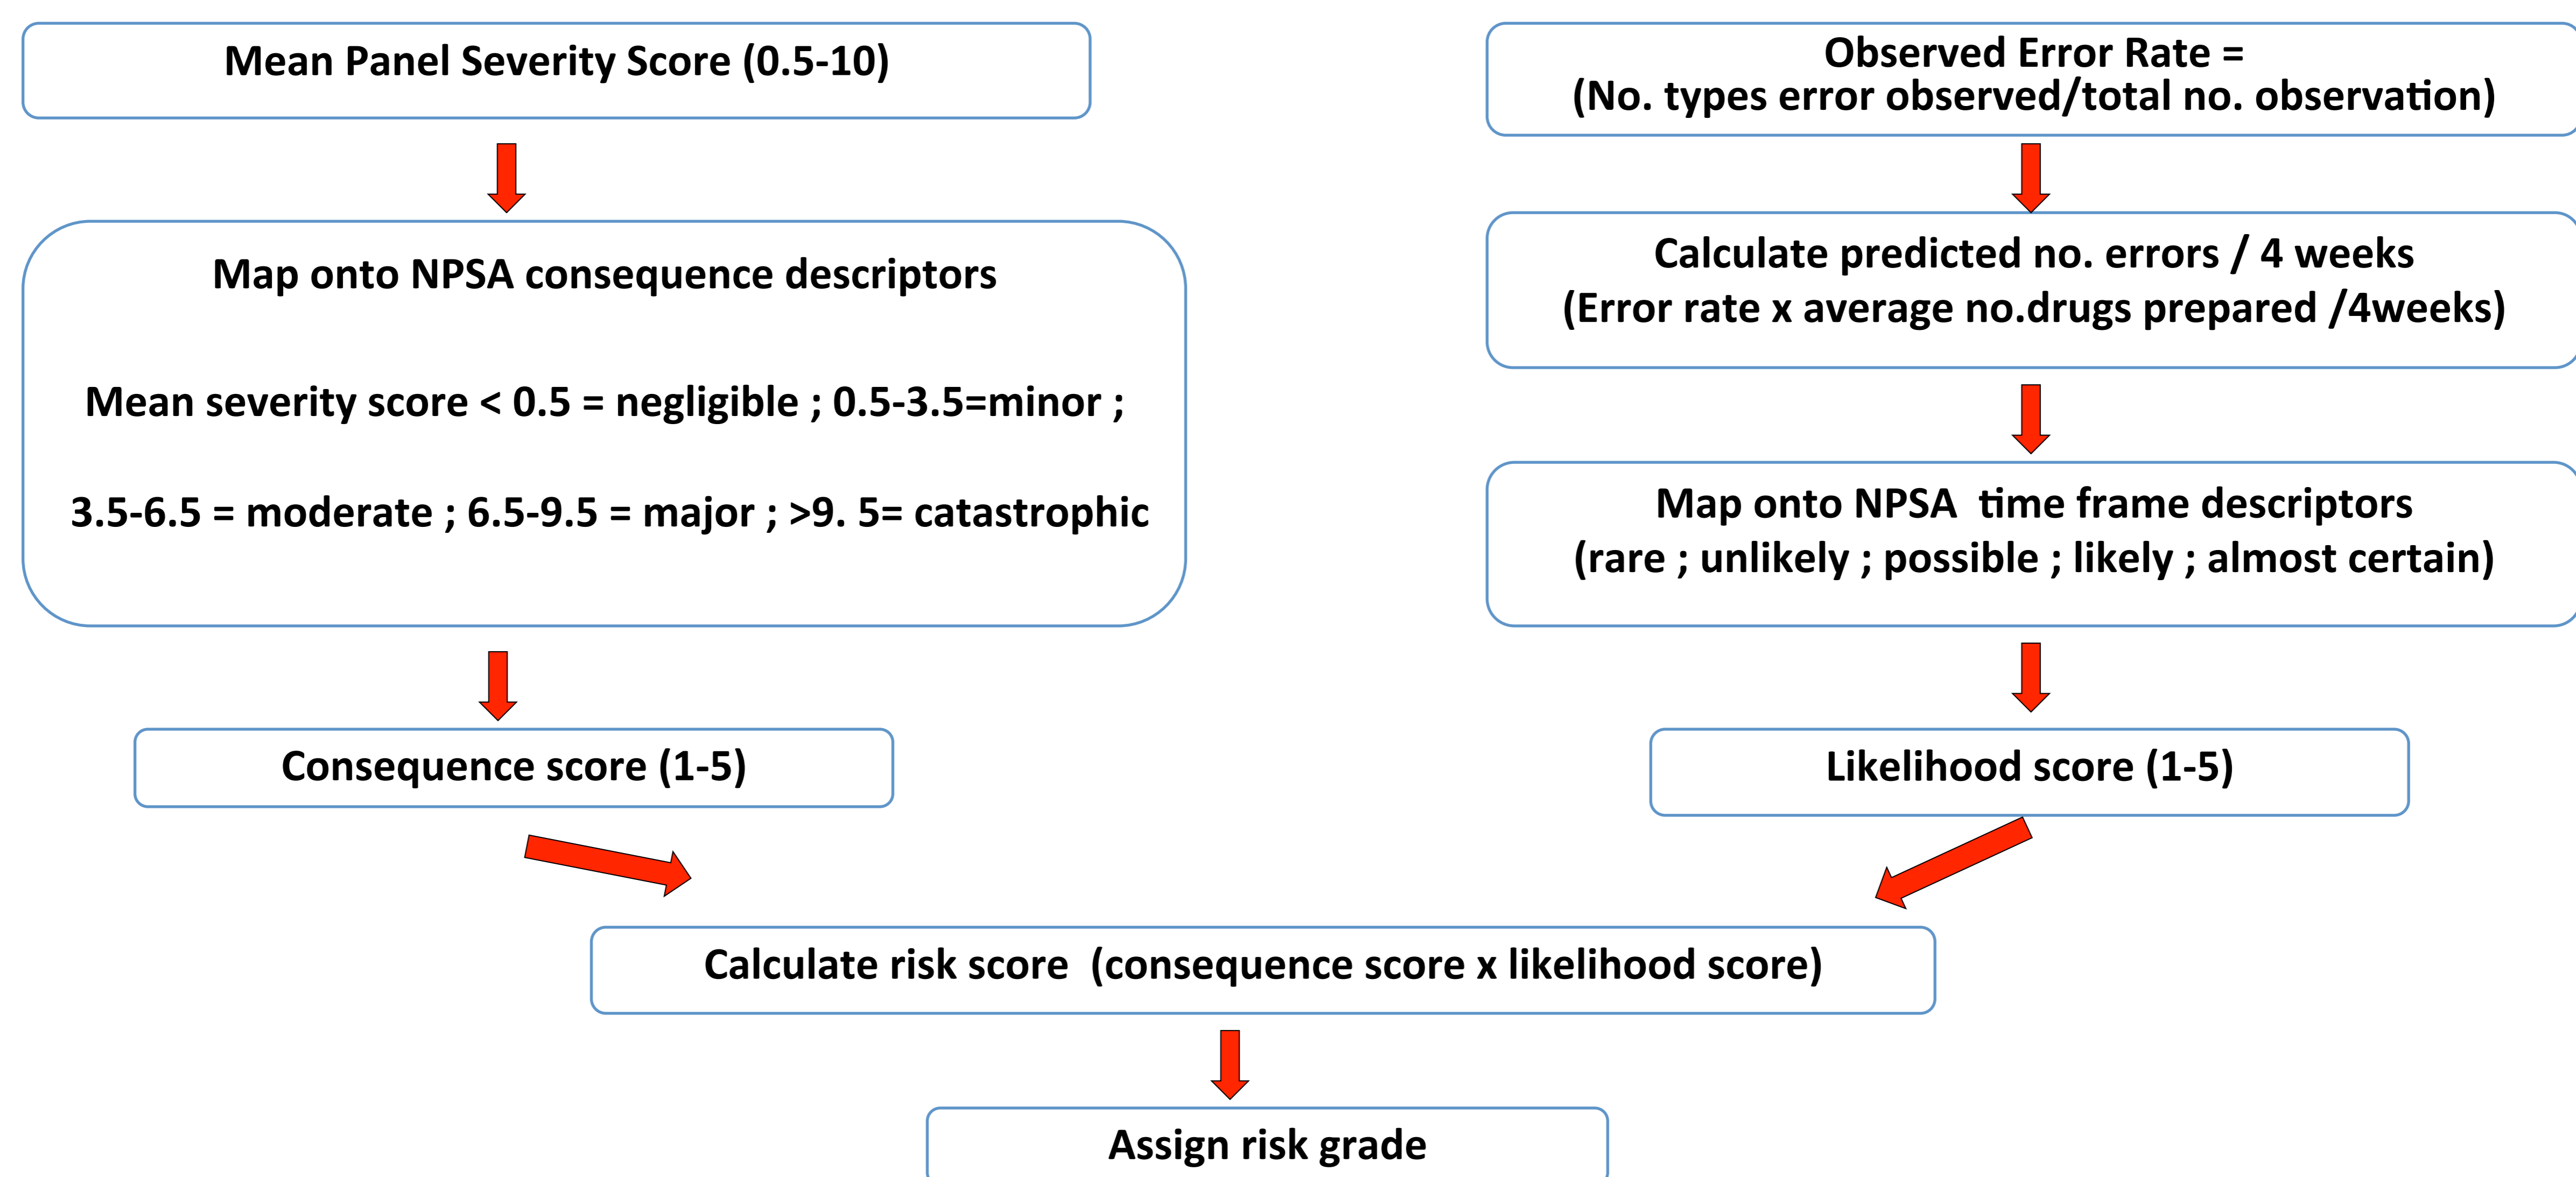 Mean Panel Severity Score (0.5-10)
Map onto NPSA consequence descriptors
Mean severity score < 0.5 = negligible ; 0.5-3.5=minor ;
3.5-6.5 = moderate ; 6.5-9.5 = major ; >9. 5= catastrophic
Consequence score (1-5)
Observed Error Rate =
(No. types error observed/total no. observation)
Calculate predicted no. errors / 4 weeks
(Error rate x average no.drugs prepared /4weeks)
Map onto NPSA  time frame descriptors
(rare ; unlikely ; possible ; likely ; almost certain)
Likelihood score (1-5)
Calculate risk score  (consequence score x likelihood score)
Assign risk grade